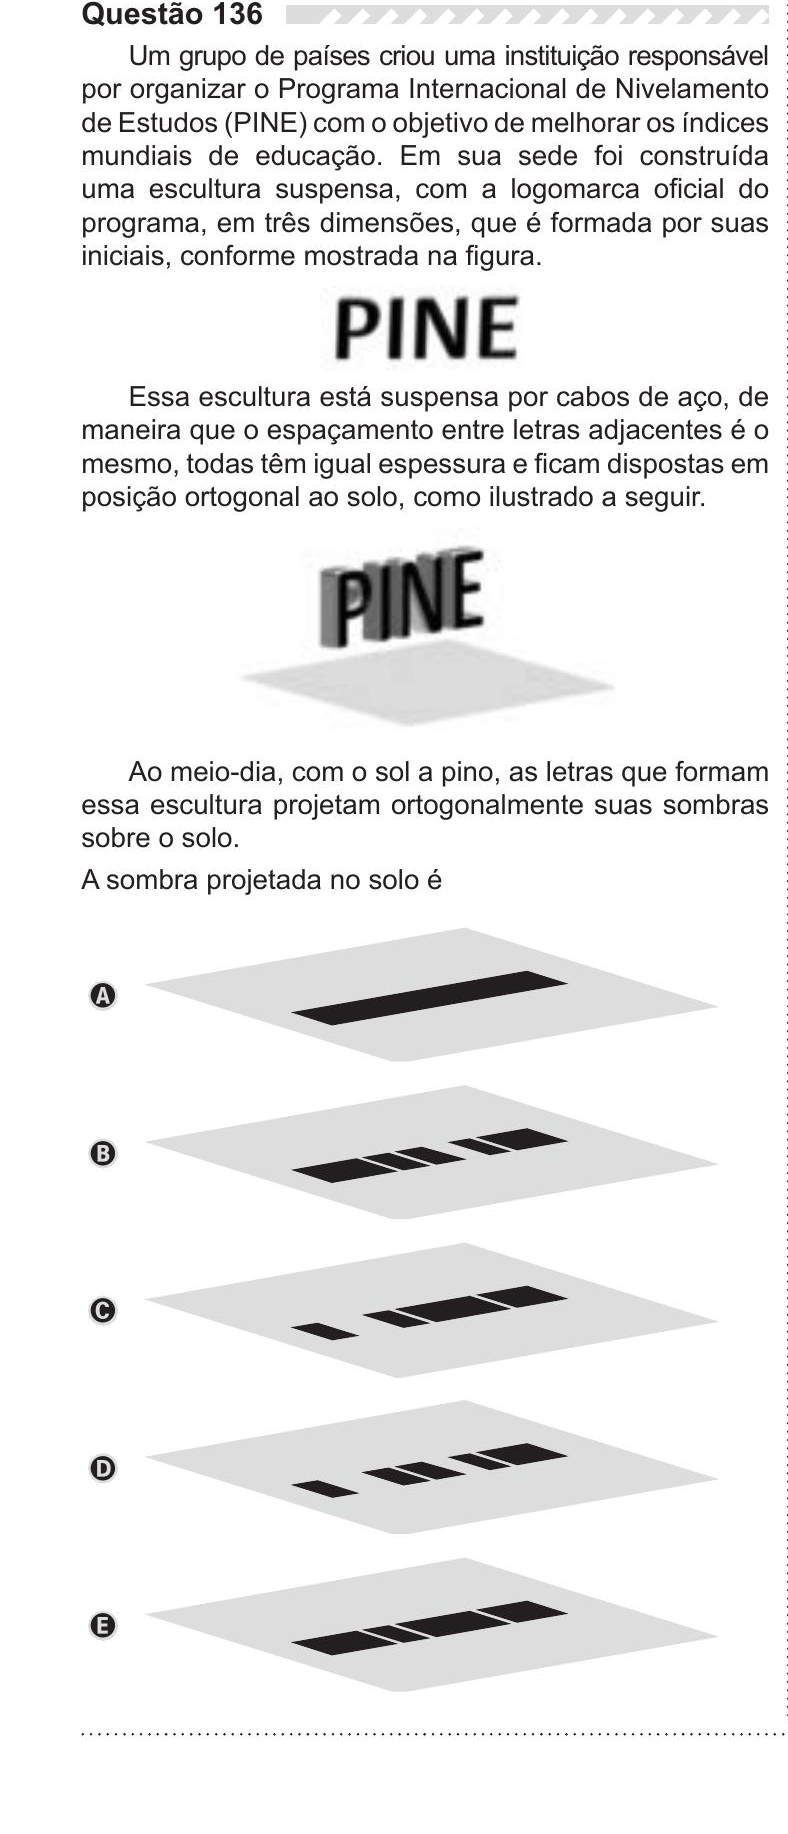 Questão 136
Um grupo de países criou uma instituição responsável
por organizar o Programa Internacional de Nivelamento
de Estudos (PINE) com o objetivo de melhorar os índices
mundiais de educação. Em sua sede foi construída
uma escultura suspensa, com a logomarca oficial do
programa, em três dimensões, que é formada por suas
iniciais, conforme mostrada na figura.
PINE
Essa escultura está suspensa por cabos de aço, de
maneira que o espaçamento entre letras adjacentes é o
mesmo, todas têm igual espessura e ficam dispostas em
posição ortogonal ao solo, como ilustrado a seguir.
PINE
Ao meio-dia, com o sol a pino, as letras que formam
essa escultura projetam ortogonalmente suas sombras
sobre o solo.
A sombra projetada no solo é
A
B
C
D
E